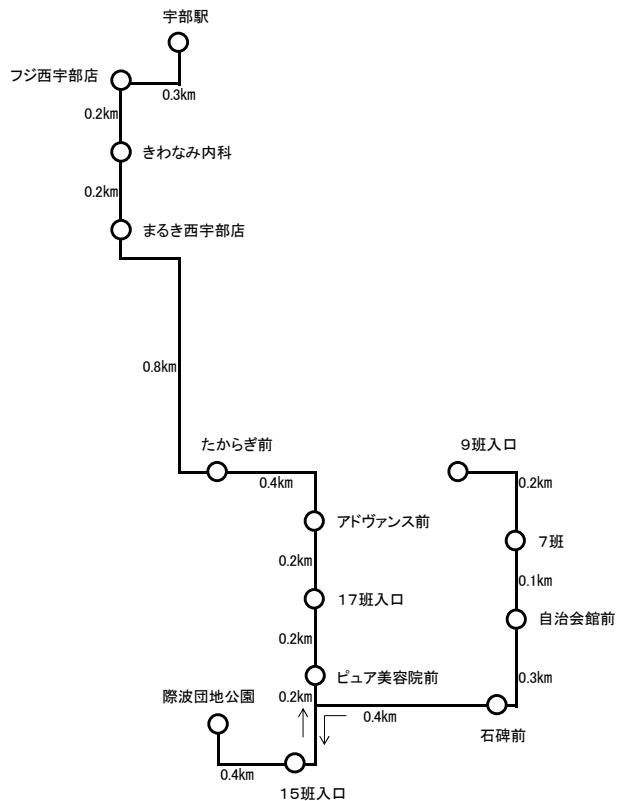 宇部駅
フジ西宇部店
0.3km
0.2km
きわなみ内科
0.2km
まるき西宇部店
0.8km
たからぎ前
9班入口
0.4km
0.2km
アドヴァンス前
7班
0.2km
0.1km
17班入口
自治会館前
0.2km
ピュア美容院前
0.3km
際波団地公園
0.2km
0.4km
石碑前
0.4km
15班入口